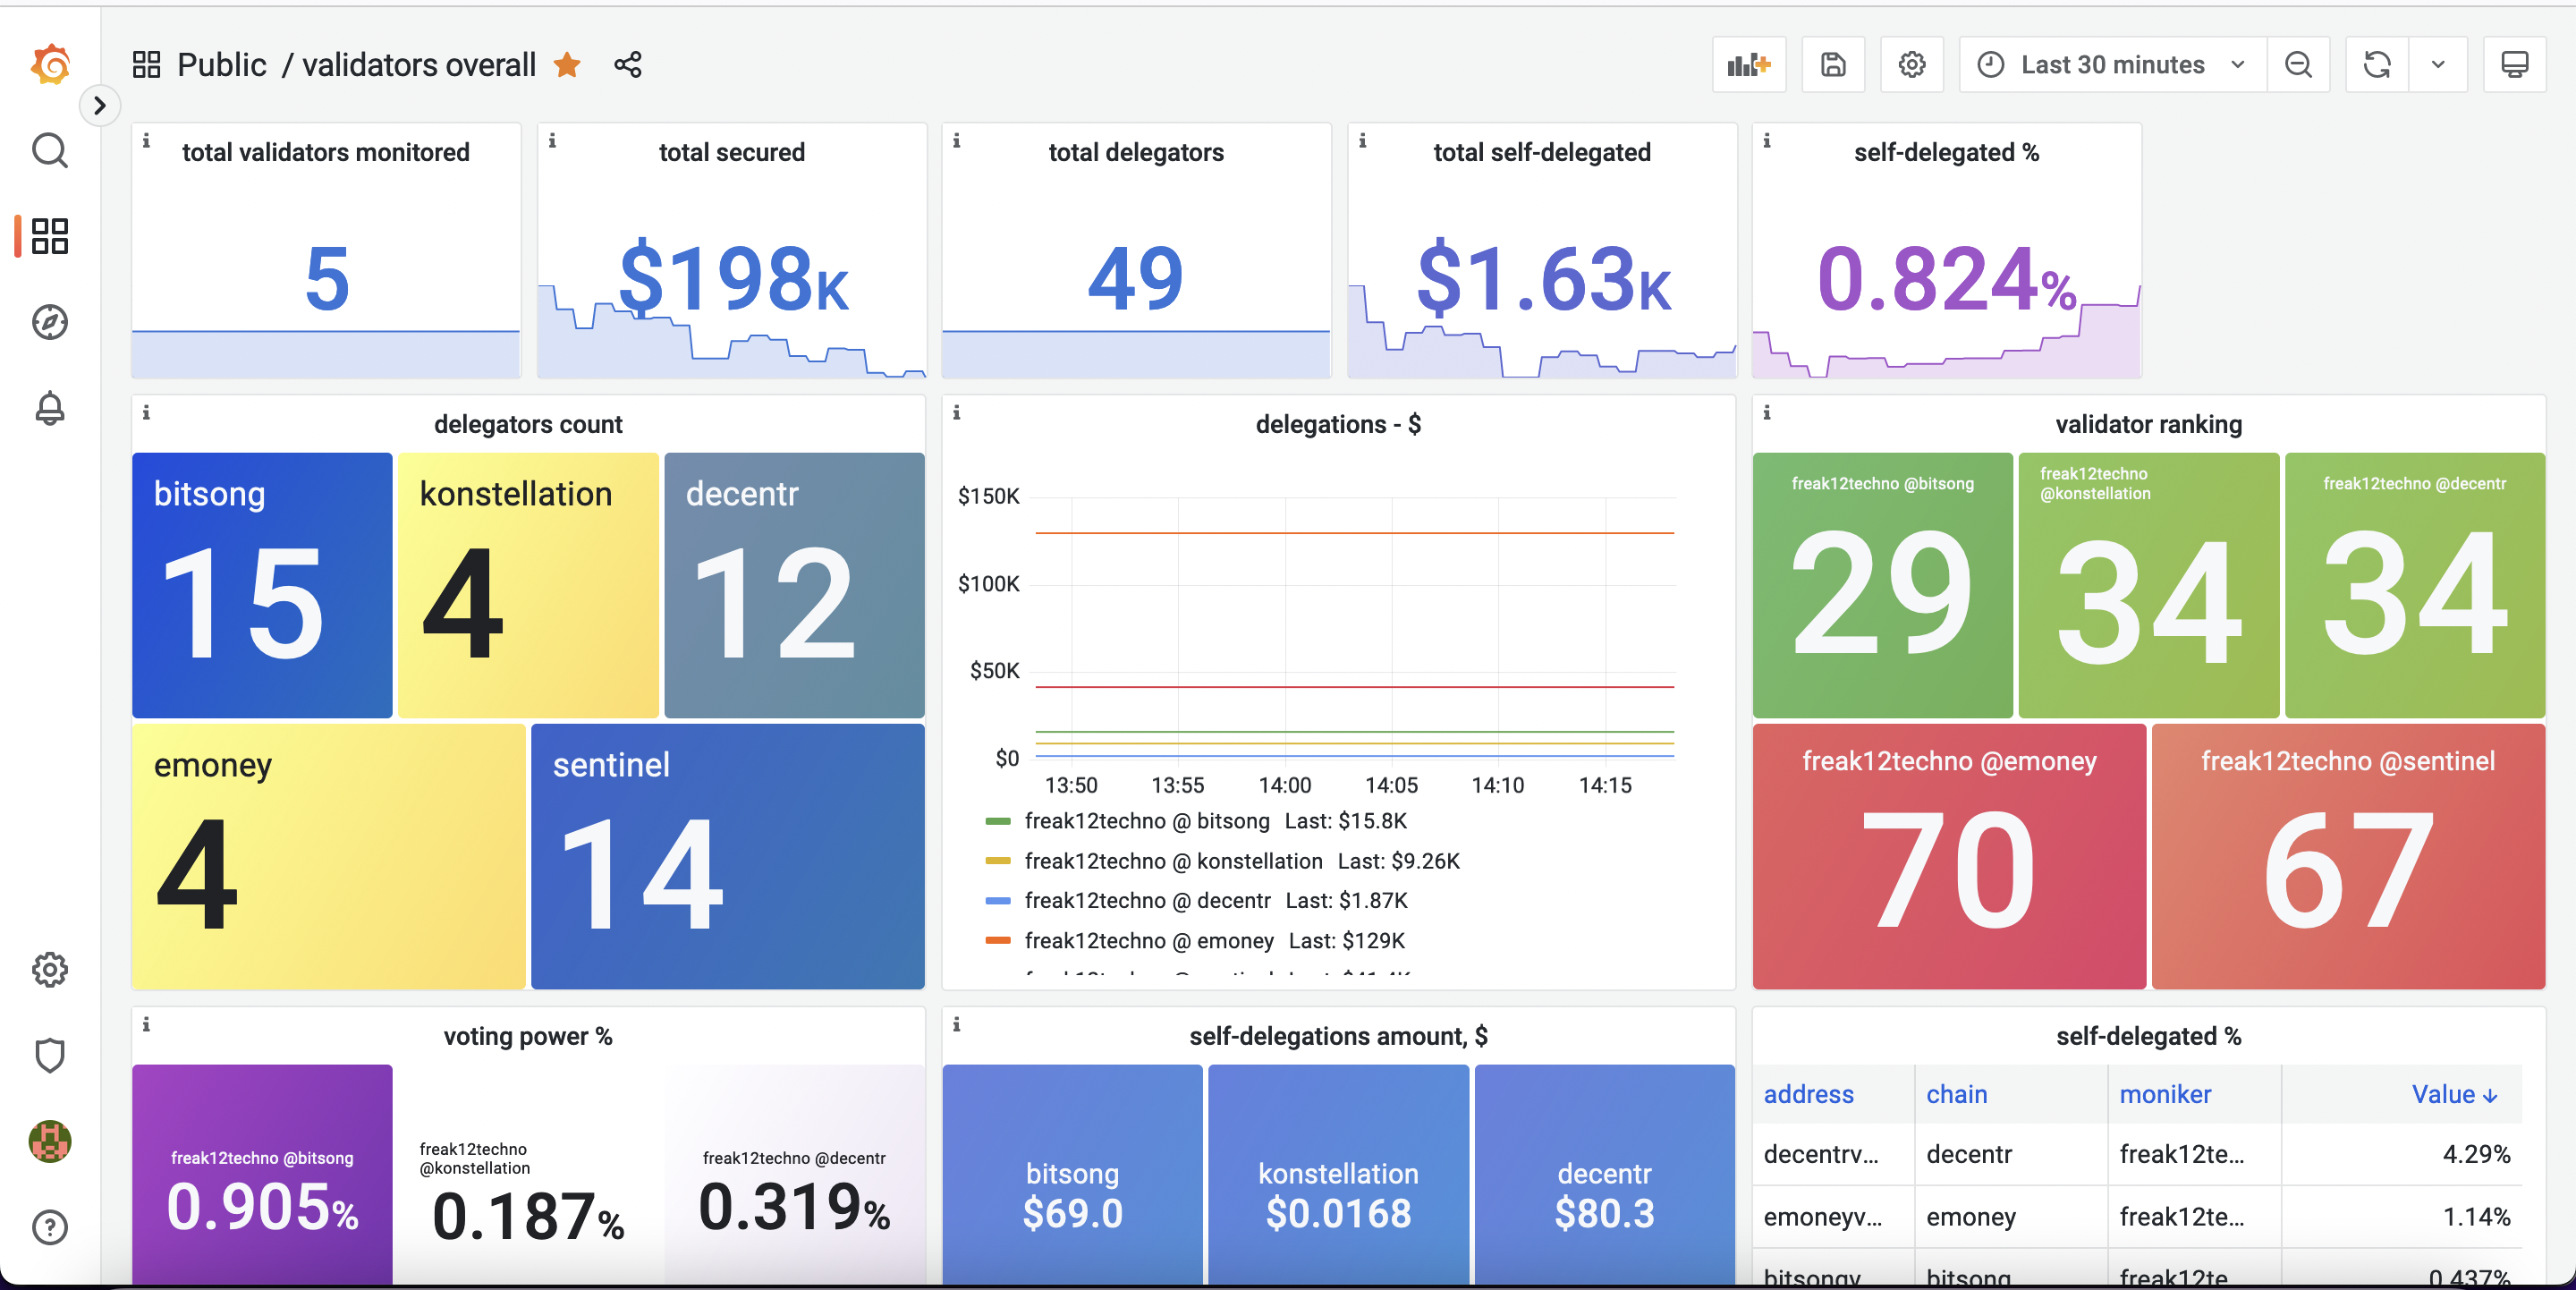 Public / validators overall
Last 30 minutes
total validators monitored
5
total secured
$198K
total delegators
49
total self-delegated
$1.63K
self-delegated %
0.824%
delegators count
bitsong
15
konstellation
4
decentr
12
emoney
4
sentinel
14
delegations - $
$150K
$100K
$50K
$0
13:50 13:55 14:00 14:05 14:10 14:15
freak12techno @ bitsong Last: $15.8K
freak12techno @ konstellation Last: $9.26K
freak12techno @ decentr Last: $1.87K
freak12techno @ emoney Last: $129K
validator ranking
freak12techno @bitsong
29
freak12techno
@konstellation
34
freak12techno @decentr
34
freak12techno @emoney
70
freak12techno @sentinel
67
voting power %
freak12techno @bitsong
0.905%
freak12techno
@konstellation
0.187%
freak12techno @decentr
0.319%
self-delegations amount, $
bitsong
$69.0
konstellation
$0.0168
decentr
$80.3
self-delegated %
address chain moniker Value
decentrv... decentr freak12te... 4.29%
emoneyv... emoney freak12te... 1.14%
bitsongv bitsong freak12te 0.437%